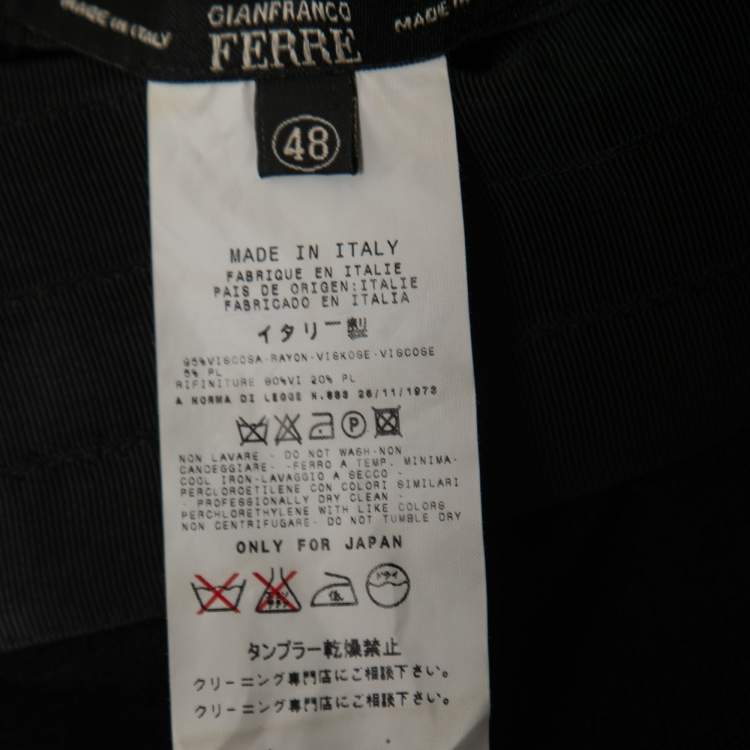 MADE IN ITALY
GIANFRANCO
FERRE
MADE IN
48
MADE IN ITALY
FABRIQUE EN ITALIE
PAIS DE ORIGEN:ITALIE
FABRICADO EN ITALIA
イタリー製
95%VISCOSA-RAYON-VISKOSE-VISCOSE
5% PL
RIFINITURE 80%VI 20% PL
A NORMA DI LEGGE N.883 26/11/1973
P
NON LAVARE - DO NOT WASH-NON
CANDEGGIARE- -FERRO A TEMP. MINIMA-
COOL IRON-LAVAGGIO A SECCO -
PERCLOROETILENE CON COLORI SIMILARI
- PROFESSIONALLY DRY CLEAN -
PERCHLORETHYLENE WITH LIKE COLORS
NON CENTRIFUGARE- DO NOT TUMBLE DRY
ONLY FOR JAPAN
低 ドライ
タンブラー乾燥禁止
クリーニング専門店にご相談下さい。
クリーニング専門店にご相談下さい。